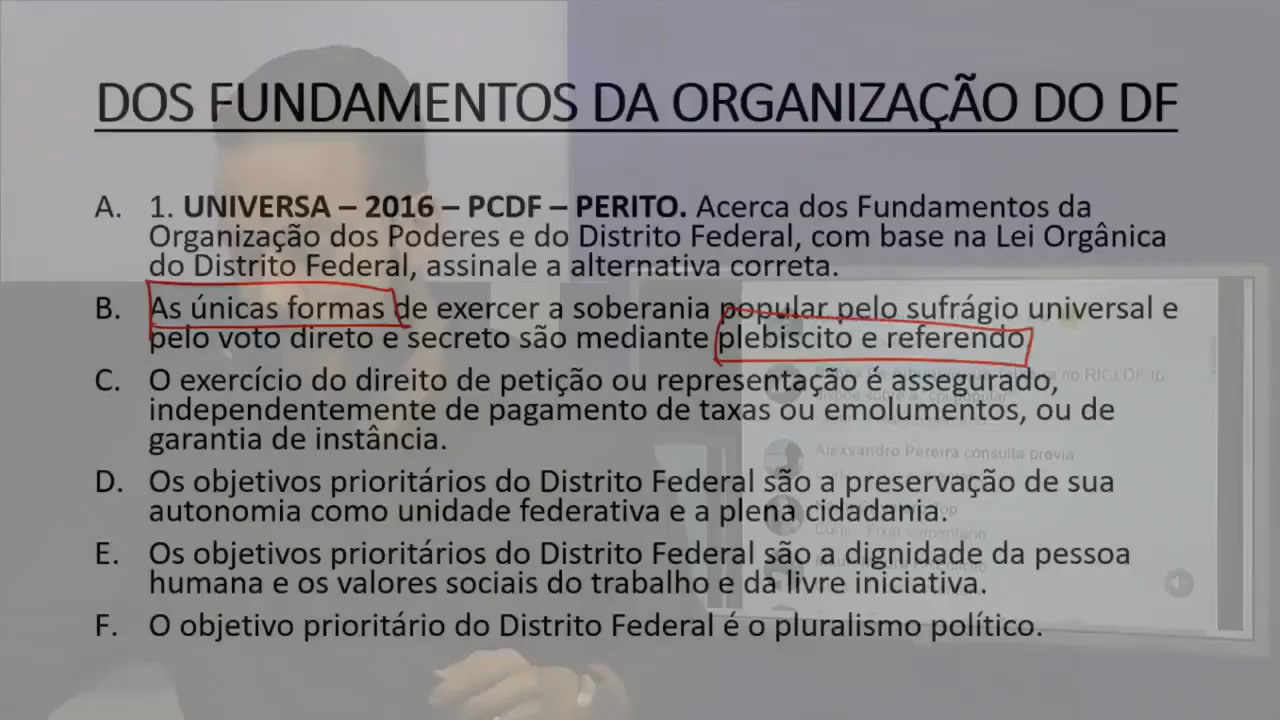 DOS FUNDAMENTOS DA ORGANIZAÇÃO DO DF
A. 1. UNIVERSA – 2016 – PCDF – PERITO. Acerca dos Fundamentos da
Organização dos Poderes e do Distrito Federal, com base na Lei Orgânica
do Distrito Federal, assinale a alternativa correta.
B. As únicas formas de exercer a soberania popular pelo sufrágio universal e
pelo voto direto e secreto são mediante plebiscito e referendo
C. O exercício do direito de petição ou representação é assegurado,
independentemente de pagamento de taxas ou emolumentos, ou de
garantia de instância.
D. Os objetivos prioritários do Distrito Federal são a preservação de sua
autonomia como unidade federativa e a plena cidadania.
E. Os objetivos prioritários do Distrito Federal são a dignidade da pessoa
humana e os valores sociais do trabalho e da livre iniciativa.
F. O objetivo prioritário do Distrito Federal é o pluralismo político.
Alexsandro Pereira consulta previa